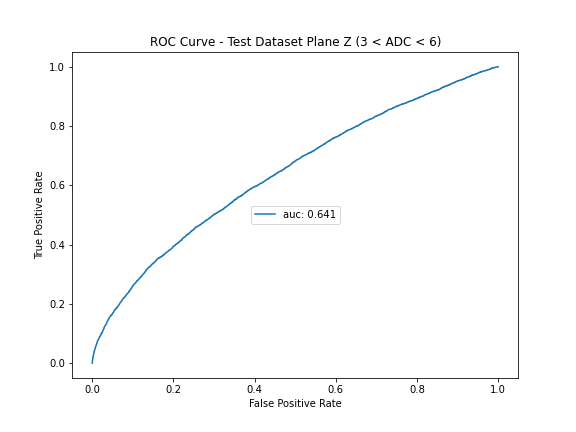 ROC Curve - Test Dataset Plane Z (3 < ADC < 6)
True Positive Rate
1.0
0.8
0.6
0.4
0.2
0.0
auc: 0.641
0.0 0.2 0.4 0.6 0.8 1.0
False Positive Rate